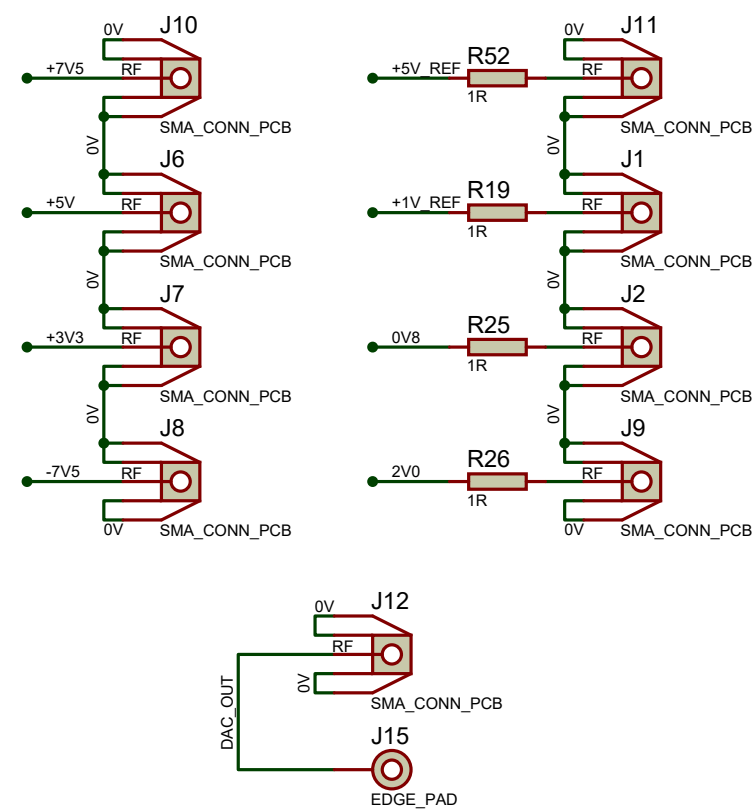 J10
0V
+7V5
RF
SMA_CONN_PCB
0V
J6
+5V
RF
SMA_CONN_PCB
0V
J7
+3V3
RF
SMA_CONN_PCB
0V
J8
-7V5
RF
0V
SMA_CONN_PCB
J11
0V
+5V_REF
R52
1R
RF
SMA_CONN_PCB
0V
J1
+1V_REF
R19
1R
RF
SMA_CONN_PCB
0V
J2
0V8
R25
1R
RF
SMA_CONN_PCB
0V
J9
2V0
R26
1R
RF
0V
SMA_CONN_PCB
J12
0V
RF
0V
SMA_CONN_PCB
DAC_OUT
J15
EDGE_PAD